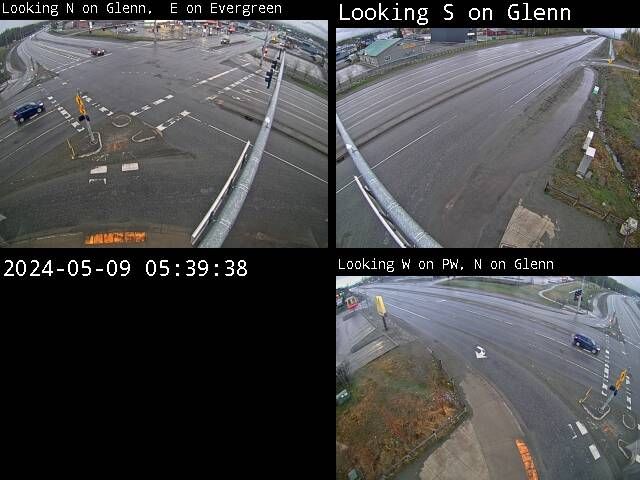 Looking N on Glenn,  E on Evergreen
Looking S on Glenn
2024-05-09 05:39:38
Looking W on PW, N on Glenn